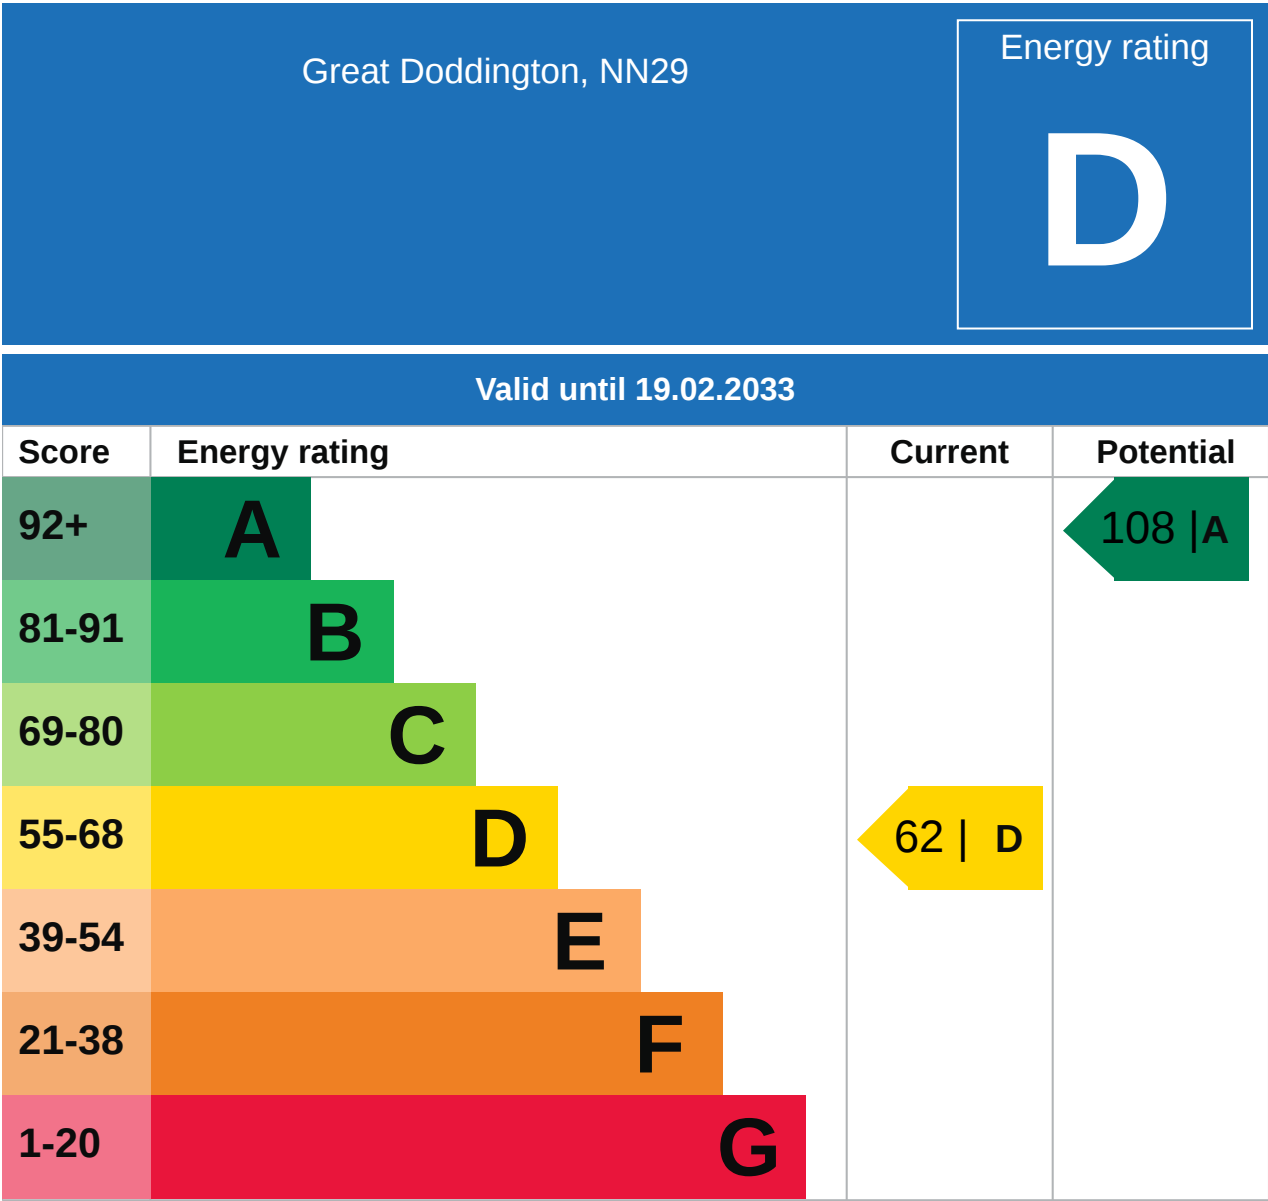 Great Doddington, NN29
Energy rating
D
Valid until 19.02.2033
Score Energy rating Current Potential
92+ A 108 |A
81-91 B
69-80 C
55-68 D 62 | D
39-54 E
21-38 F
1-20 G